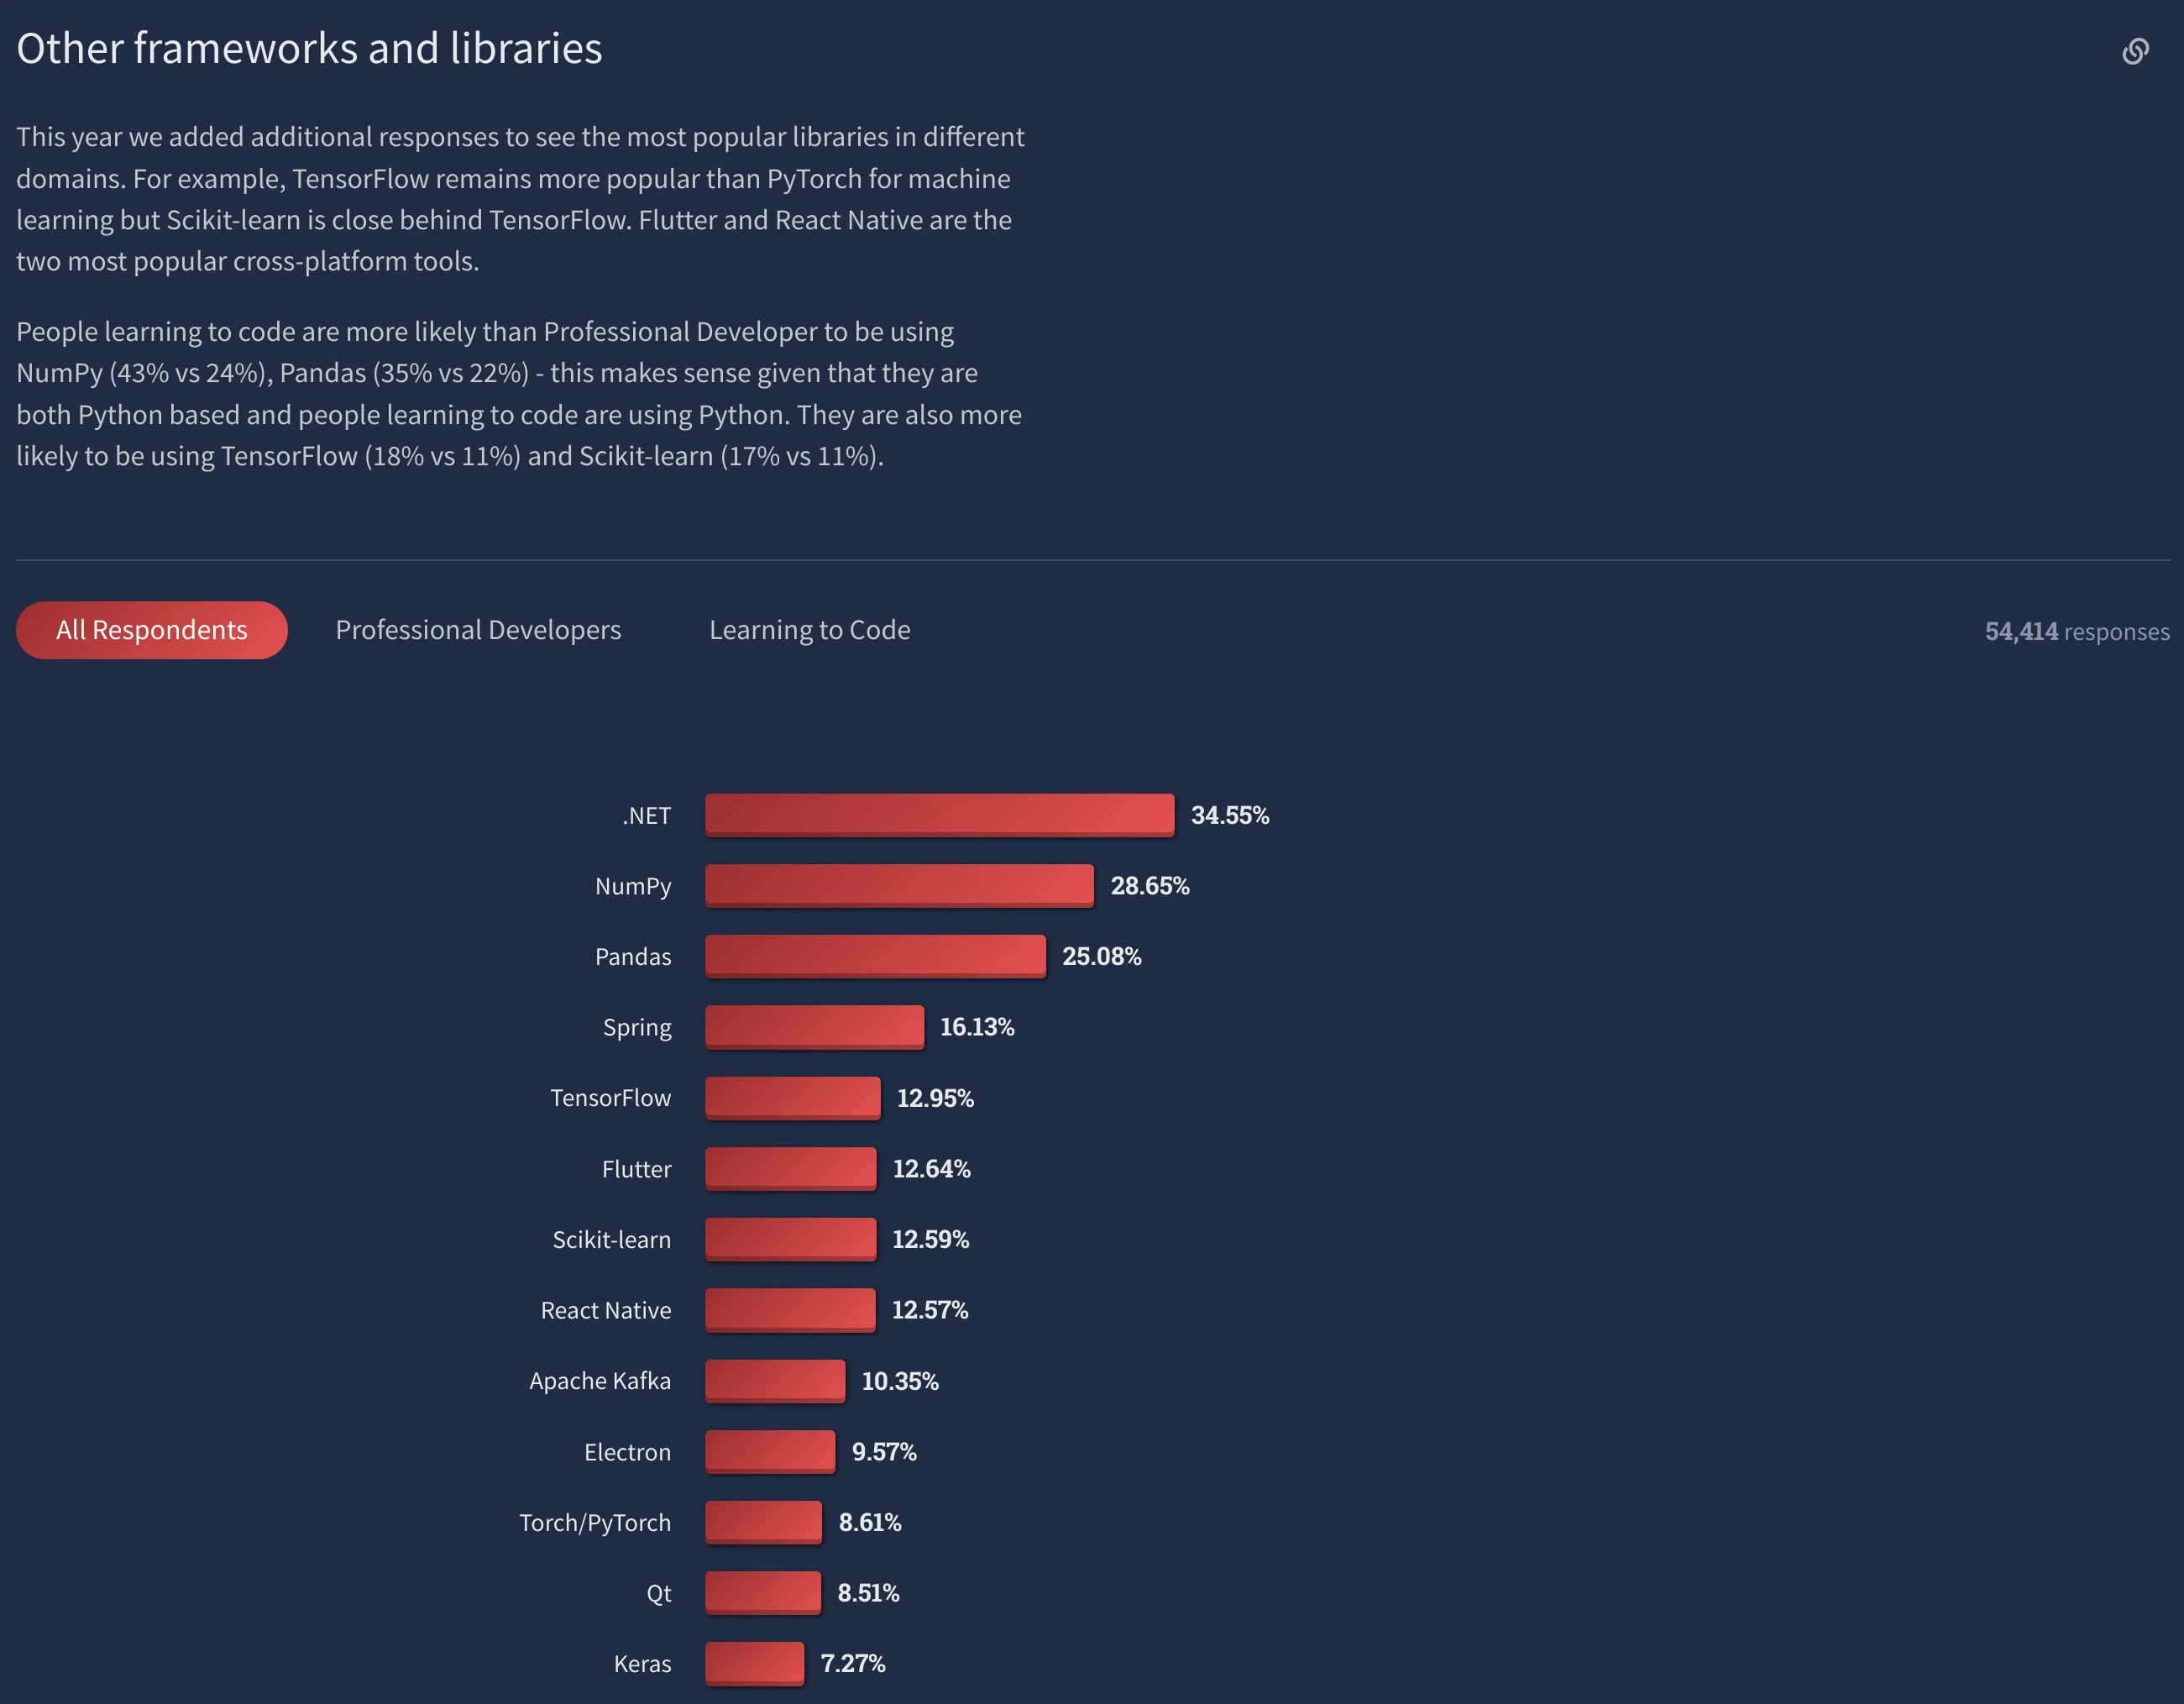 Other frameworks and libraries
This year we added additional responses to see the most popular libraries in different
domains. For example, TensorFlow remains more popular than PyTorch for machine
learning but Scikit-learn is close behind TensorFlow. Flutter and React Native are the
two most popular cross-platform tools.
People learning to code are more likely than Professional Developer to be using
NumPy (43% vs 24%), Pandas (35% vs 22%) - this makes sense given that they are
both Python based and people learning to code are using Python. They are also more
likely to be using TensorFlow (18% vs 11%) and Scikit-learn (17% vs 11%).
All Respondents Professional Developers Learning to Code 54,414 responses
.NET 34.55%
NumPy 28.65%
Pandas 25.08%
Spring 16.13%
TensorFlow 12.95%
Flutter 12.64%
Scikit-learn 12.59%
React Native 12.57%
Apache Kafka 10.35%
Electron 9.57%
Torch/PyTorch 8.61%
Qt 8.51%
Keras 7.27%